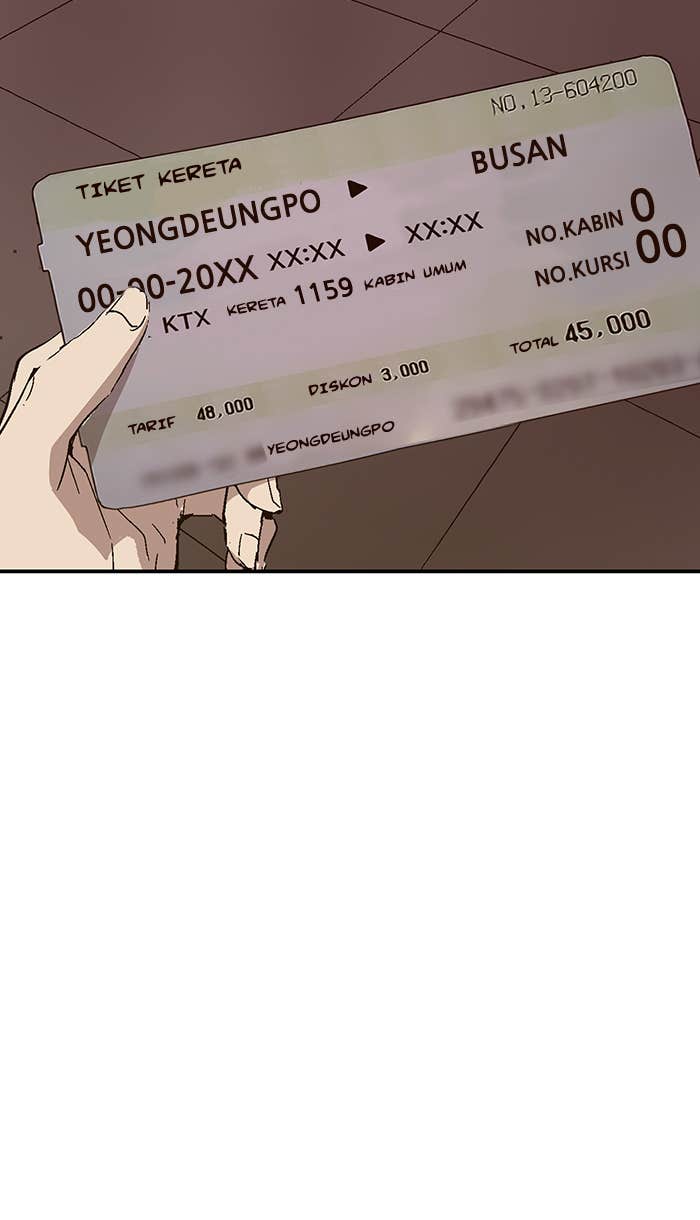 NO. 13-604200
TIKET KERETA
YEONGDEUNGPO ▶ BUSAN
00-00-20XX XX:XX ▶ XX:XX
NO.KABIN 0
KTX KERETA 1159 KABIN UMUM
NO.KURSI 00
TARIF 48,000 DISKON 3,000 TOTAL 45,000
YEONGDEUNGPO